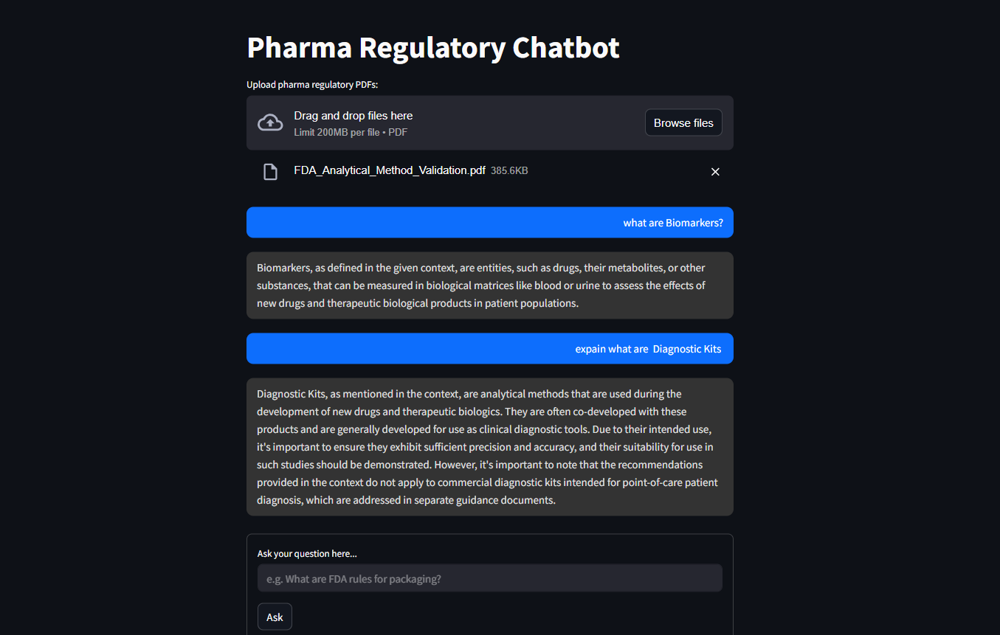 Pharma Regulatory Chatbot
Upload pharma regulatory PDFs:
Drag and drop files here
Limit 200MB per file • PDF
Browse files
FDA_Analytical_Method_Validation.pdf 385.6KB
what are Biomarkers?
Biomarkers, as defined in the given context, are entities, such as drugs, their metabolites, or other
substances, that can be measured in biological matrices like blood or urine to assess the effects of
new drugs and therapeutic biological products in patient populations.
expain what are Diagnostic Kits
Diagnostic Kits, as mentioned in the context, are analytical methods that are used during the
development of new drugs and therapeutic biologics. They are often co-developed with these
products and are generally developed for use as clinical diagnostic tools. Due to their intended use,
it's important to ensure they exhibit sufficient precision and accuracy, and their suitability for use in
such studies should be demonstrated. However, it's important to note that the recommendations
provided in the context do not apply to commercial diagnostic kits intended for point-of-care patient
diagnosis, which are addressed in separate guidance documents.
Ask your question here...
e.g. What are FDA rules for packaging?
Ask